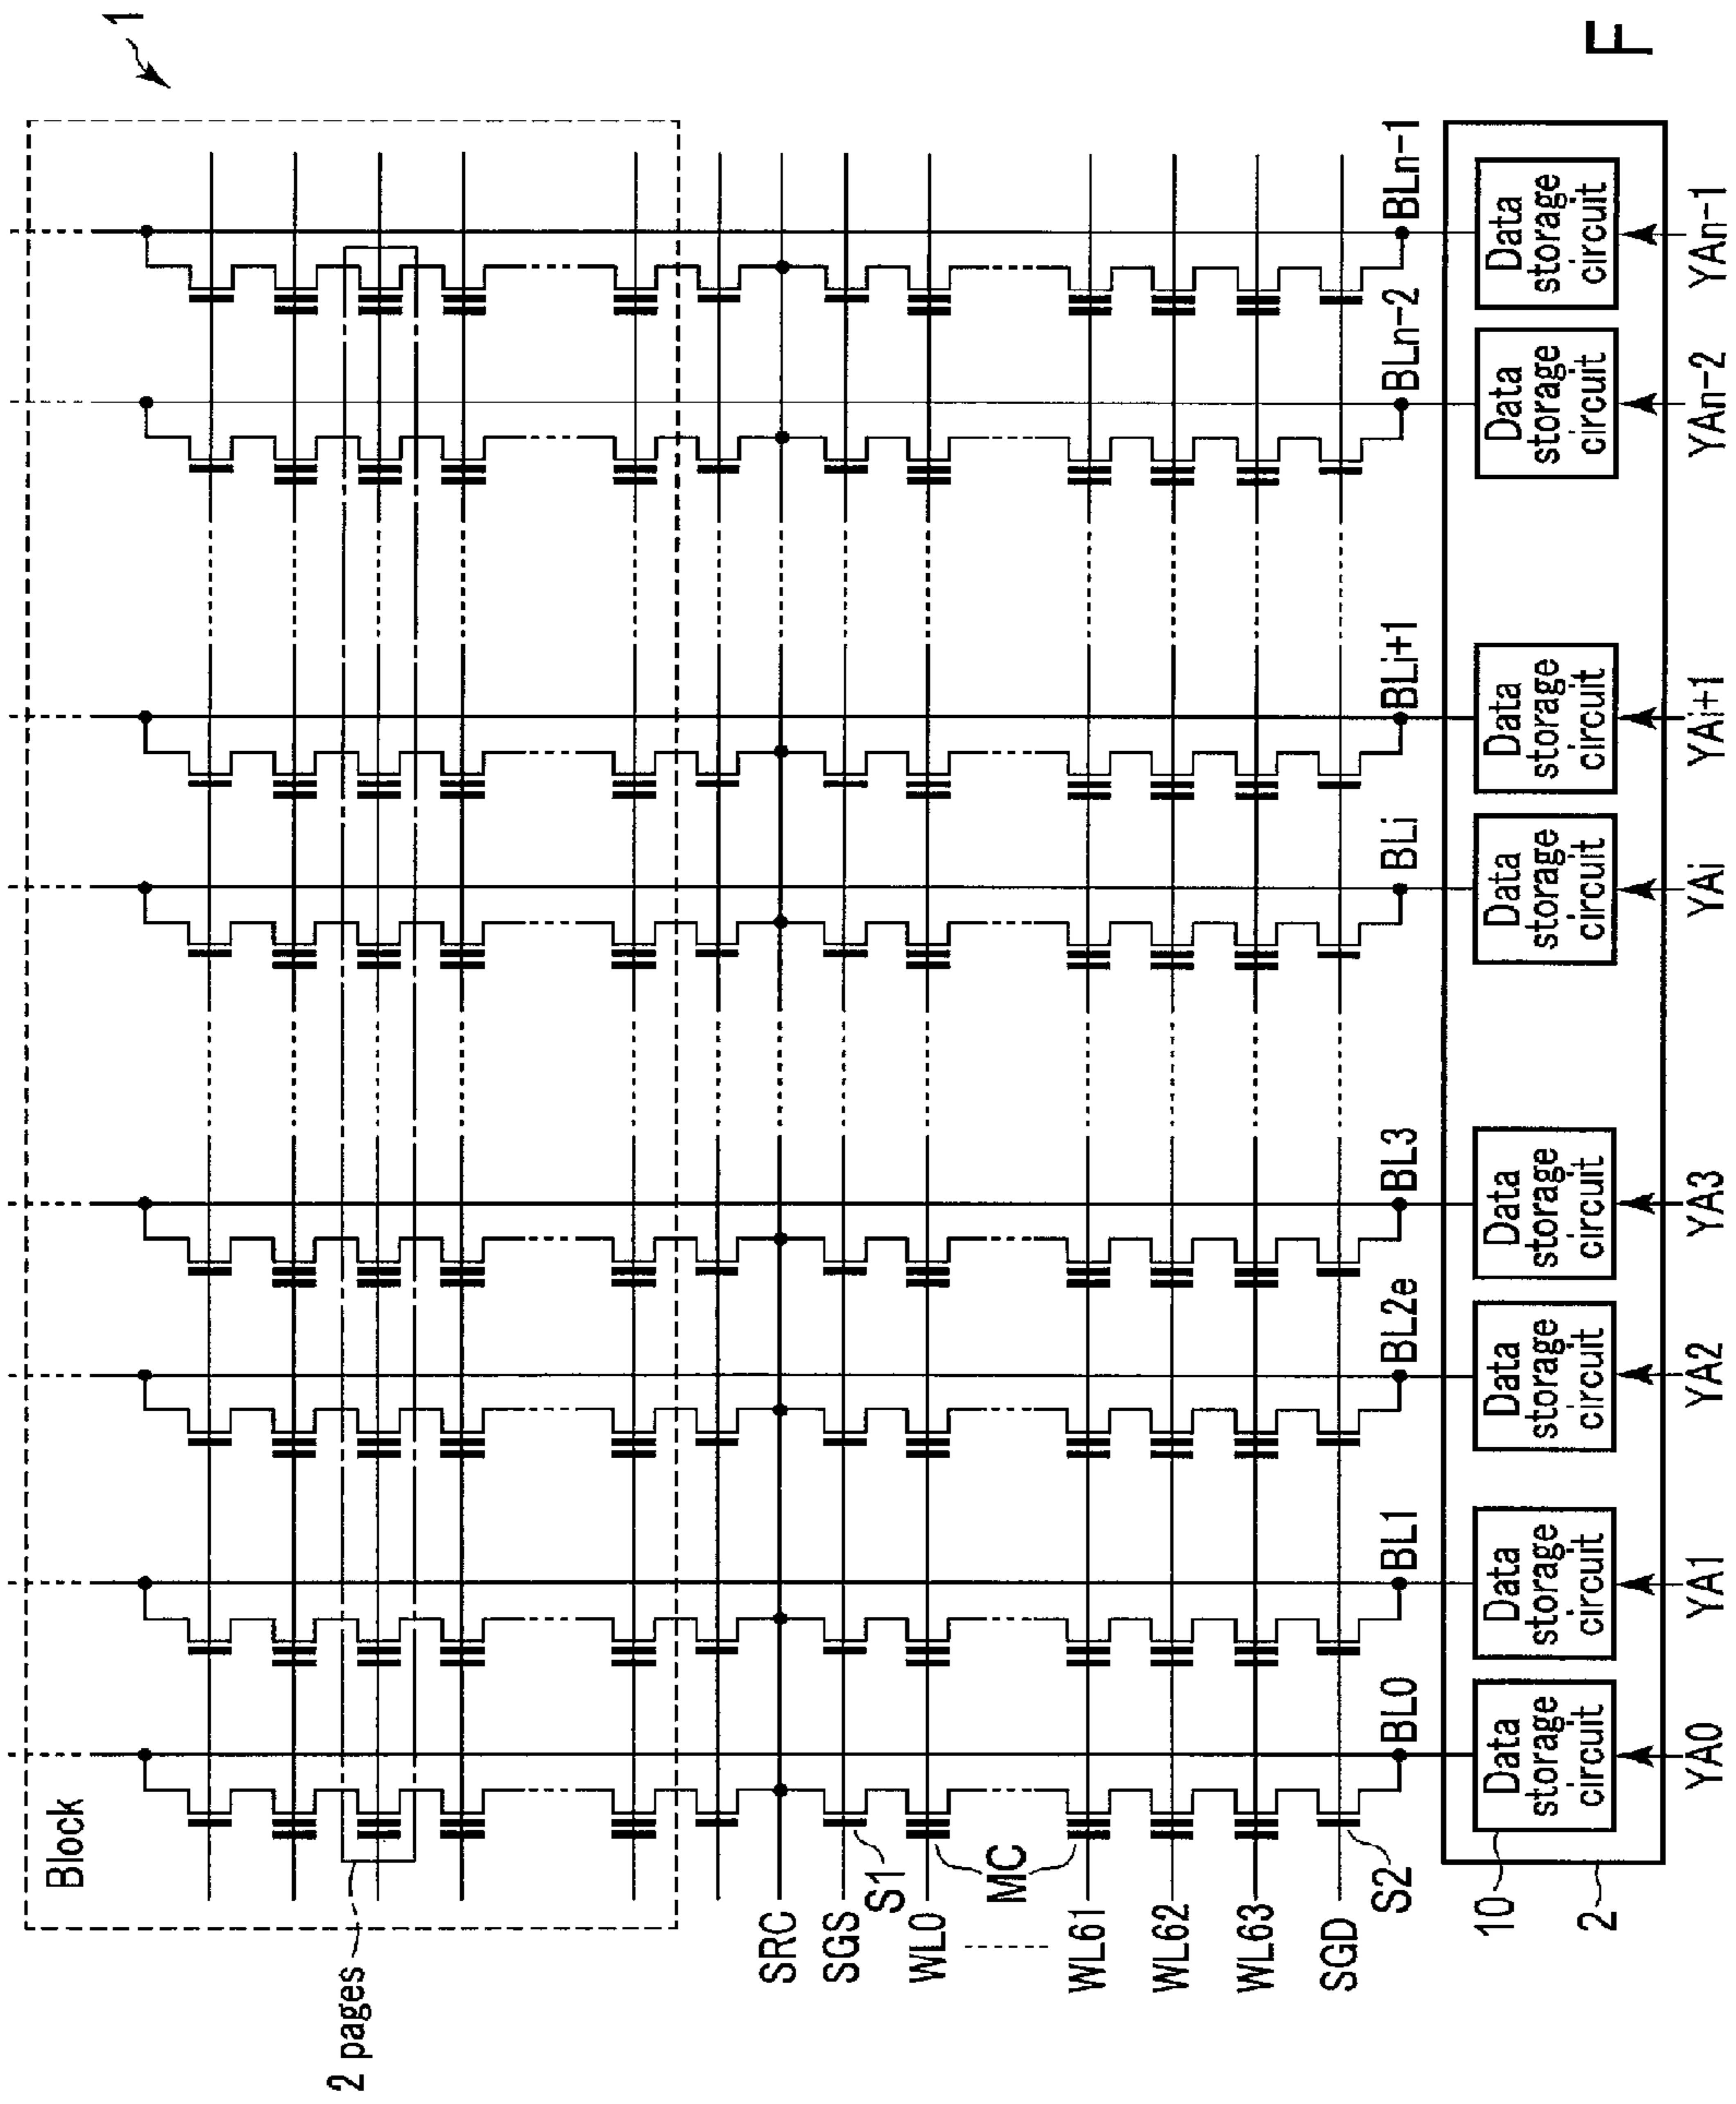 1
Block
2 pages
SRC
SGS
S1
WL0
MC
WL61
WL62
WL63
SGD
S2
BL0
BL1
BL2e
BL3
BLi
BLi+1
BLn-2
BLn-1
10
2
Data
storage
circuit
Data
storage
circuit
Data
storage
circuit
Data
storage
circuit
Data
storage
circuit
Data
storage
circuit
Data
storage
circuit
Data
storage
circuit
YA0
YA1
YA2
YA3
YAi
YAi+1
YAn-2
YAn-1
F